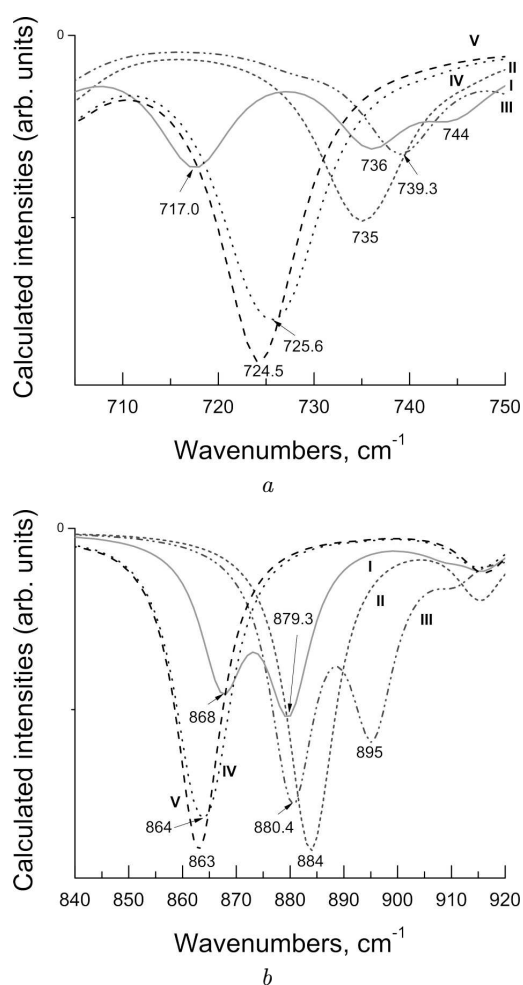 Calculated intensities (arb. units)
0
V
II
IV
I
III
744
736
739.3
717.0
735
725.6
724.5
710 720 730 740 750
Wavenumbers, cm⁻¹
a
Calculated intensities (arb. units)
0
I
II
879.3
III
868
895
IV
V
864
880.4
863
884
840 850 860 870 880 890 900 910 920
Wavenumbers, cm⁻¹
b